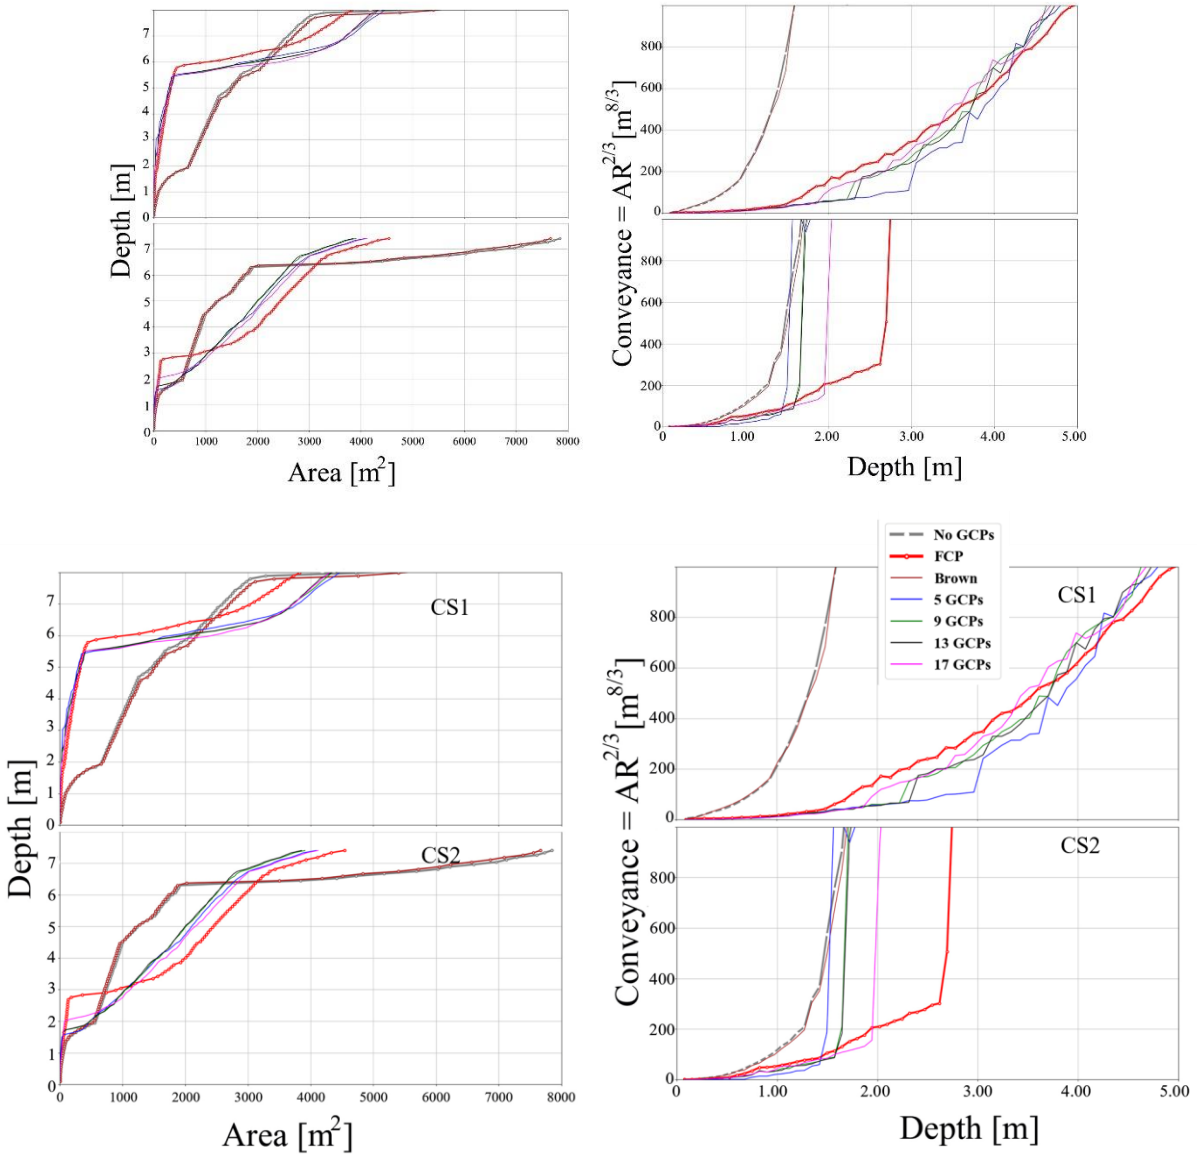 7
6
5
4
3
2
1
0
7
6
5
4
3
2
1
0
Depth [m]
0 1000 2000 3000 4000 5000 6000 7000 8000
Area [m2]
800
600
400
200
0
800
600
400
200
0
Conveyance = AR2/3 [m8/3]
0 1.00 2.00 3.00 4.00 5.00
Depth [m]
CS1
7
6
5
4
3
2
1
0
CS2
7
6
5
4
3
2
1
0
Depth [m]
0 1000 2000 3000 4000 5000 6000 7000 8000
Area [m2]
No GCPs
FCP
Brown
5 GCPs
9 GCPs
13 GCPs
17 GCPs
CS1
800
600
400
200
0
CS2
800
600
400
200
0
Conveyance = AR2/3 [m8/3]
0 1.00 2.00 3.00 4.00 5.00
Depth [m]